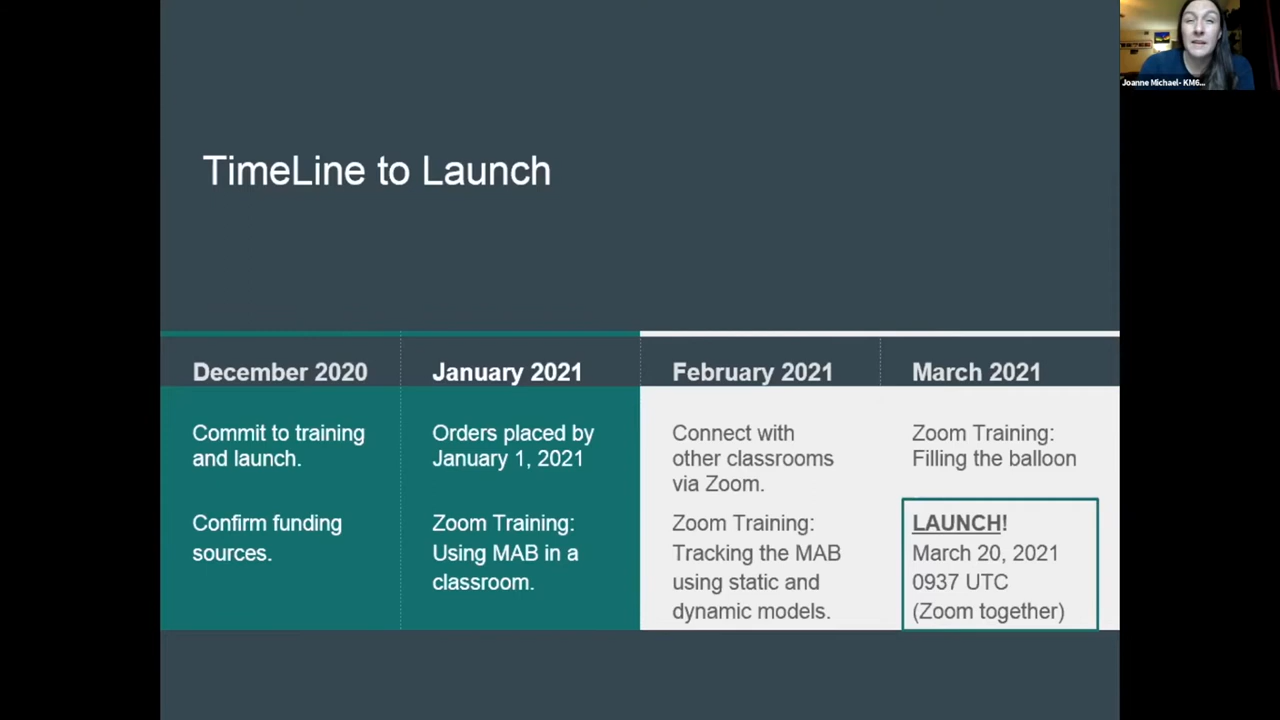 Joanne Michael- KM6...
TimeLine to Launch
December 2020
Commit to training
and launch.
Confirm funding
sources.
January 2021
Orders placed by
January 1, 2021
Zoom Training:
Using MAB in a
classroom.
February 2021
Connect with
other classrooms
via Zoom.
Zoom Training:
Tracking the MAB
using static and
dynamic models.
March 2021
Zoom Training:
Filling the balloon
LAUNCH!
March 20, 2021
0937 UTC
(Zoom together)